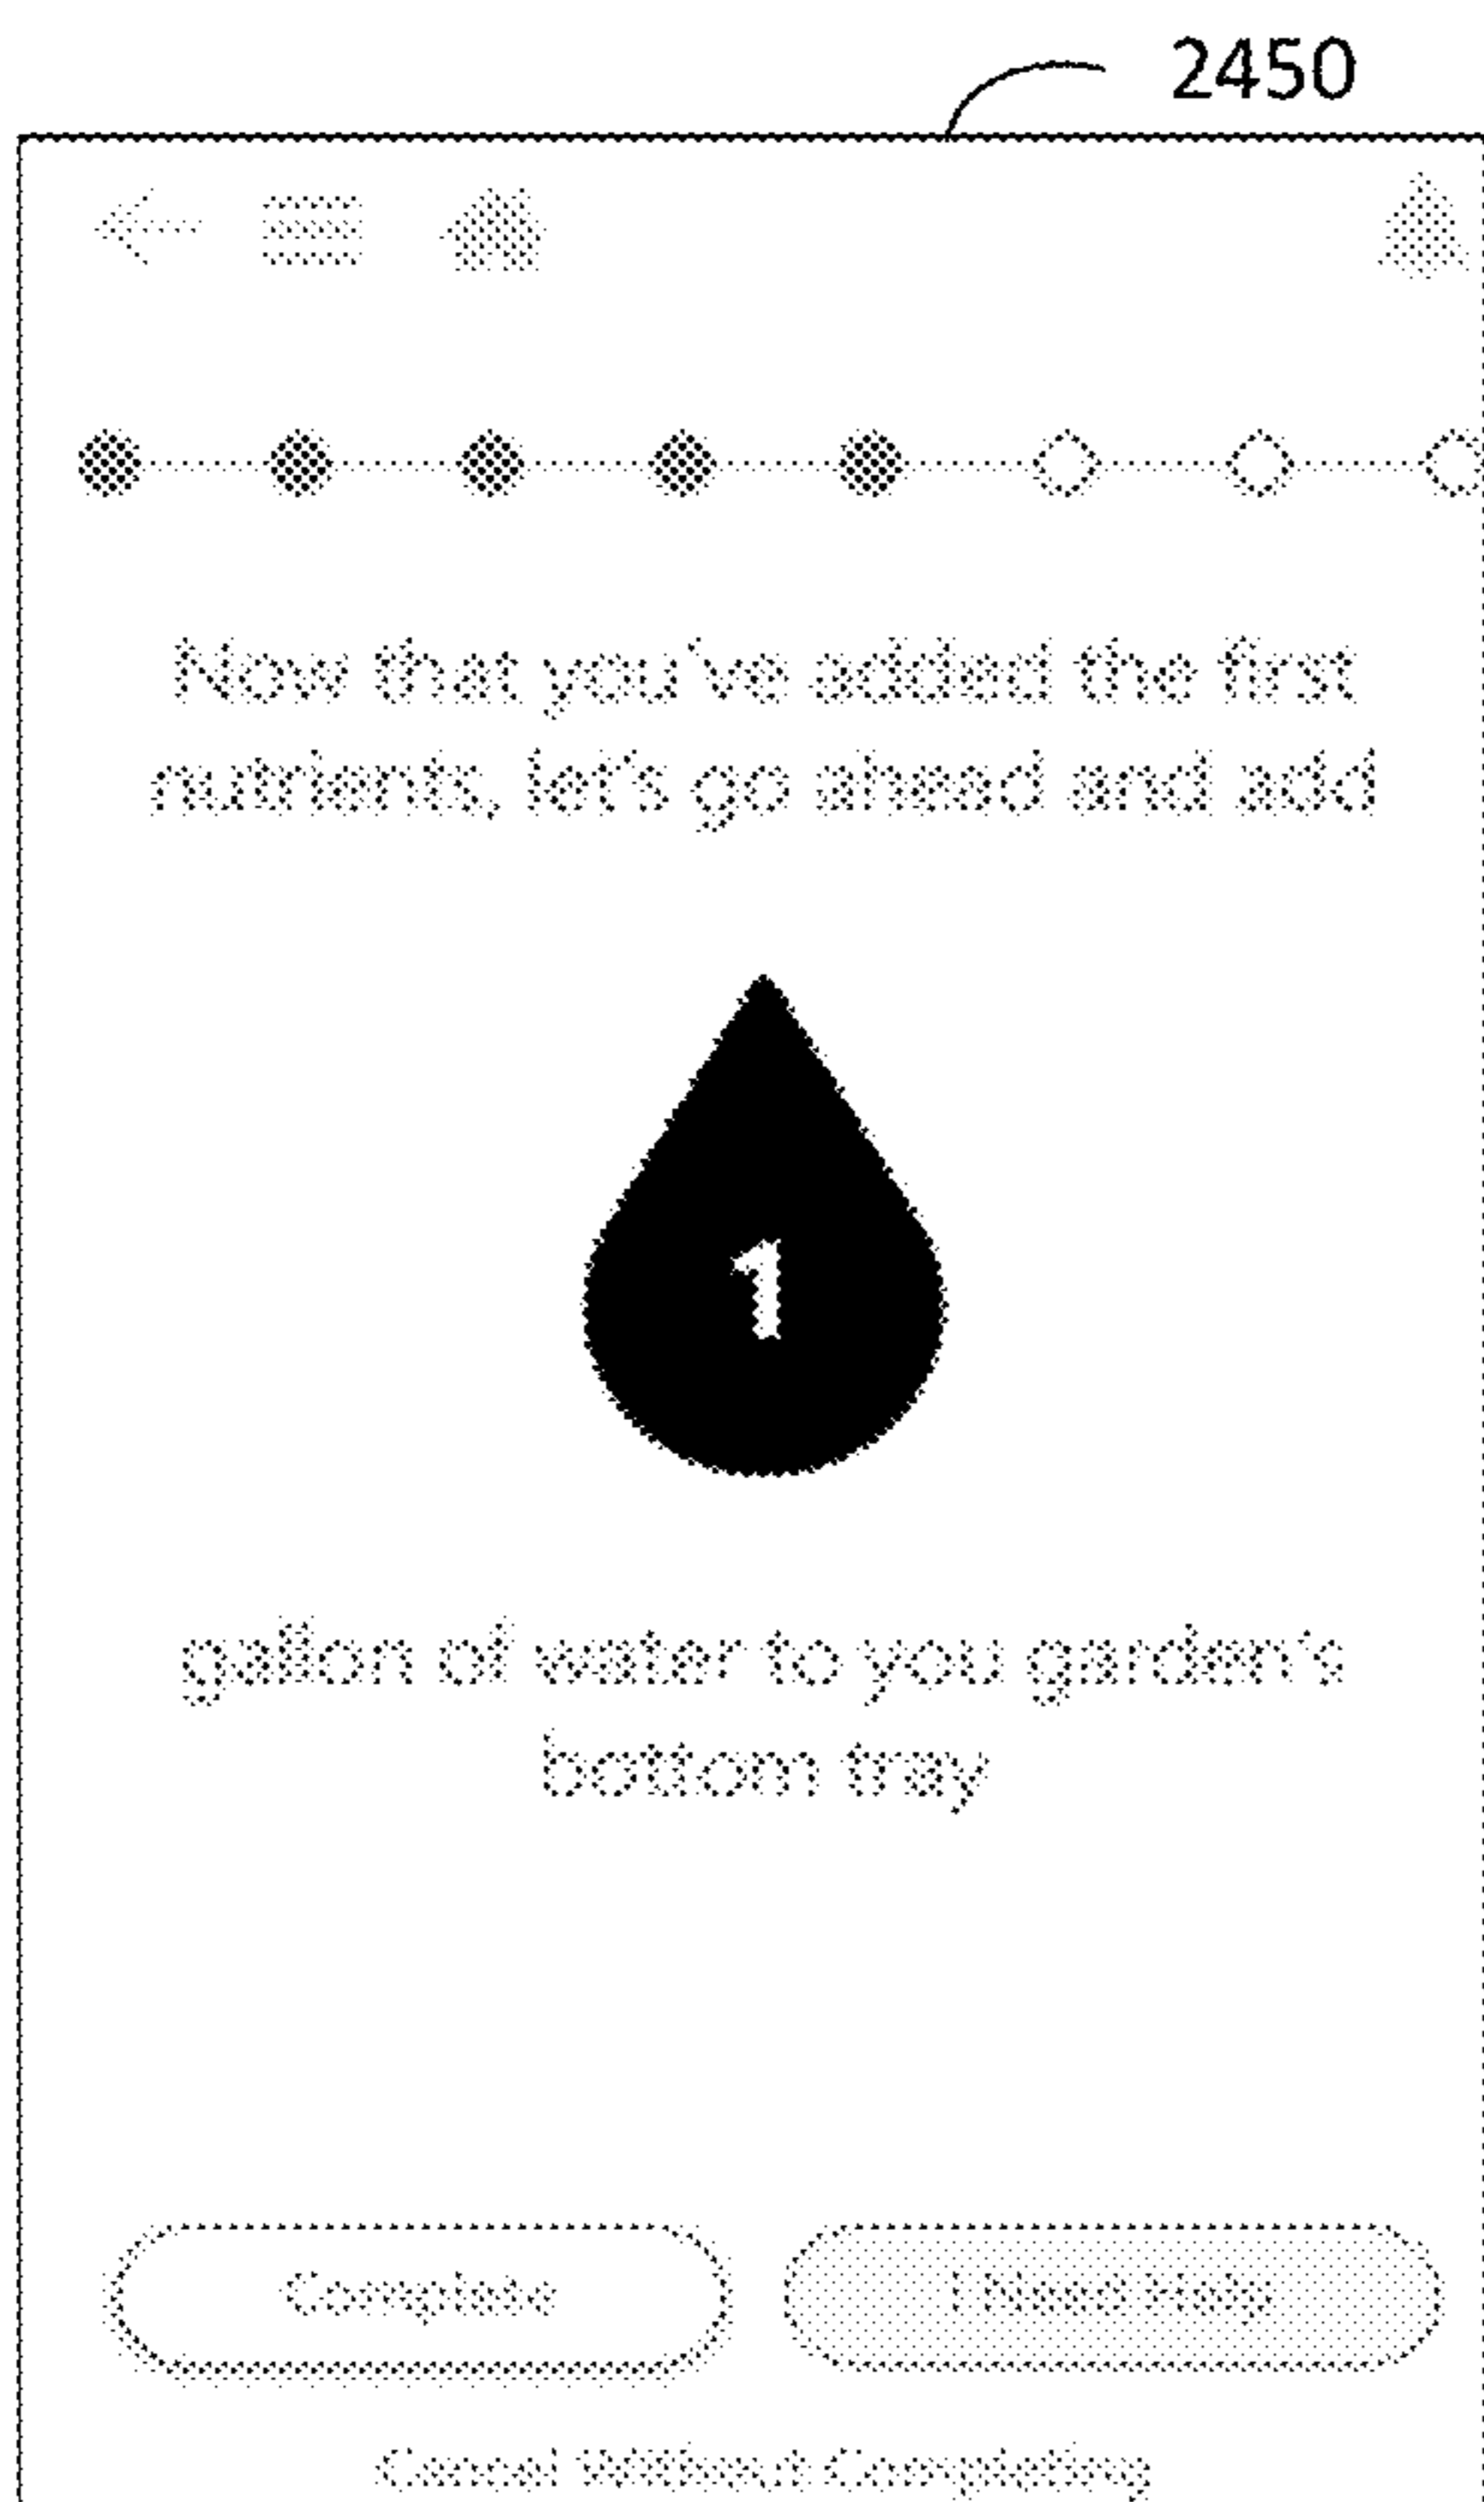 2450
Now that you've added the first
nutrients, let's go ahead and add
1
gallon of water to you garden's
bottom tray
Complete
I Need Help
Cancel Without Completing